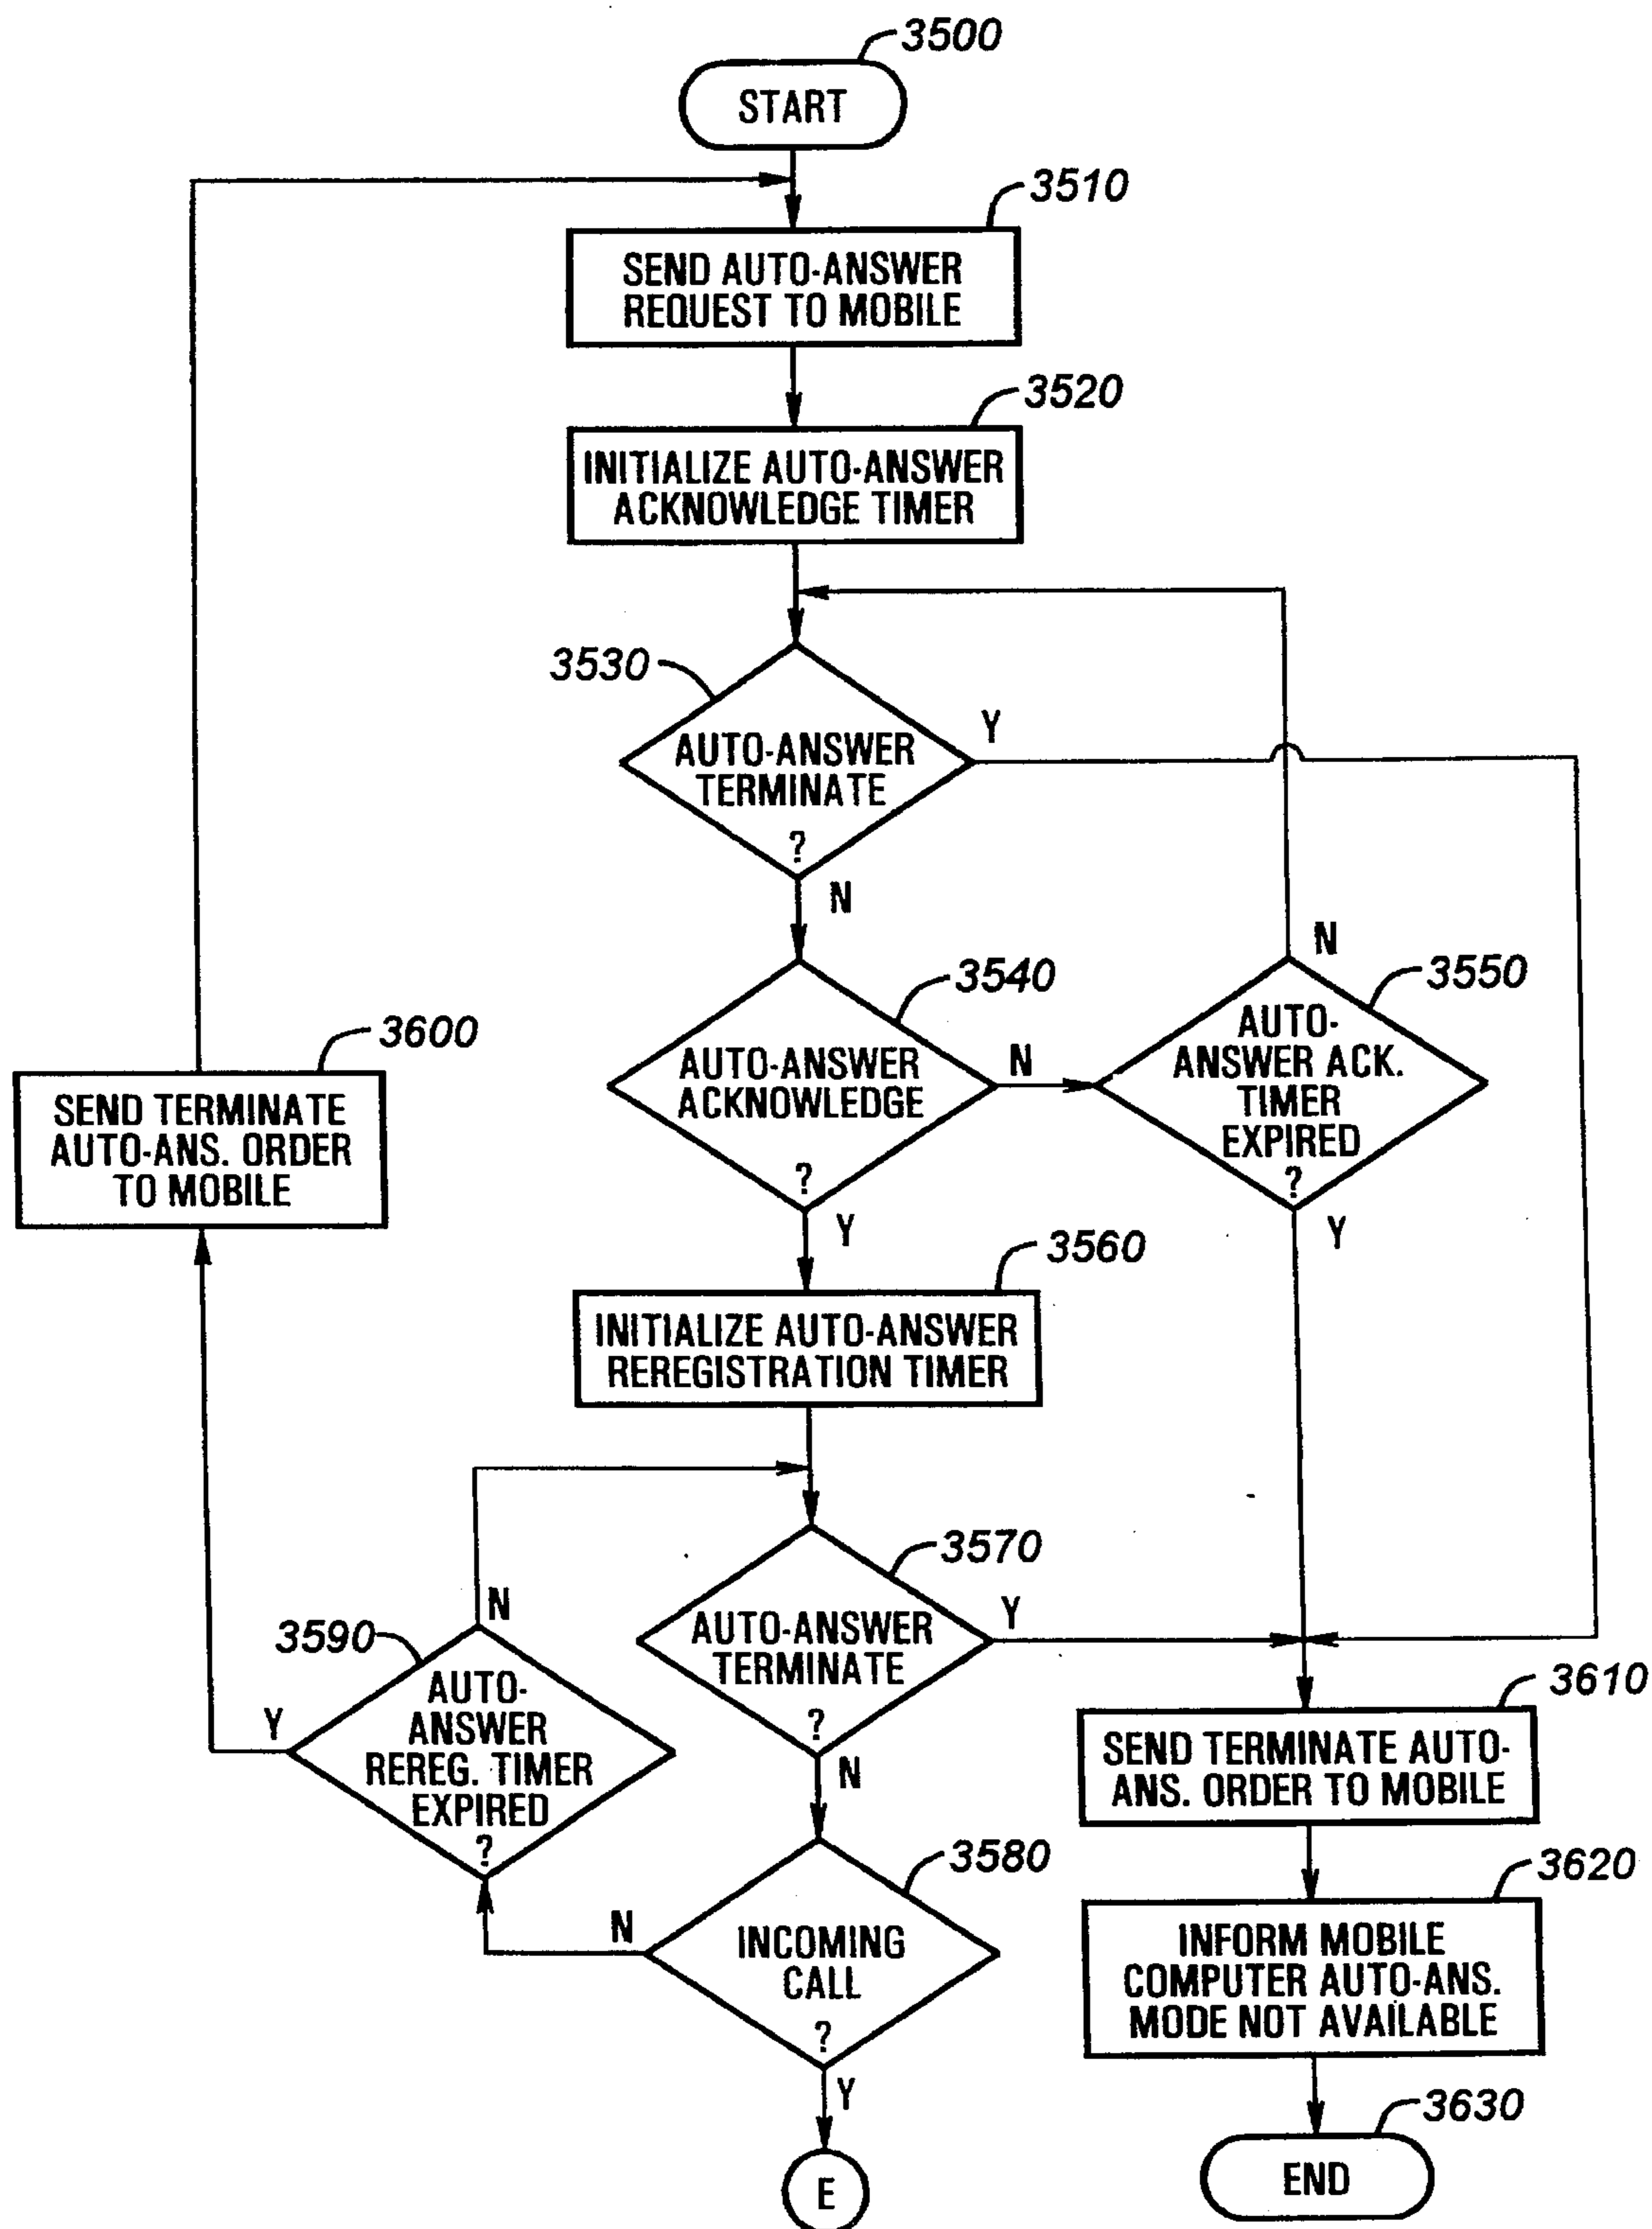 3500
START
3510
SEND AUTO-ANSWER
REQUEST TO MOBILE
3520
INITIALIZE AUTO-ANSWER
ACKNOWLEDGE TIMER
3530
AUTO-ANSWER
TERMINATE
?
Y
N
3540
AUTO-ANSWER
ACKNOWLEDGE
?
N
Y
3550
N
AUTO-
ANSWER ACK.
TIMER
EXPIRED
?
Y
3600
SEND TERMINATE
AUTO-ANS. ORDER
TO MOBILE
3560
INITIALIZE AUTO-ANSWER
REREGISTRATION TIMER
3570
AUTO-ANSWER
TERMINATE
?
Y
N
3590
N
AUTO-
ANSWER
REREG. TIMER
EXPIRED
?
Y
3580
INCOMING
CALL
?
N
Y
E
3610
SEND TERMINATE AUTO-
ANS. ORDER TO MOBILE
3620
INFORM MOBILE
COMPUTER AUTO-ANS.
MODE NOT AVAILABLE
3630
END